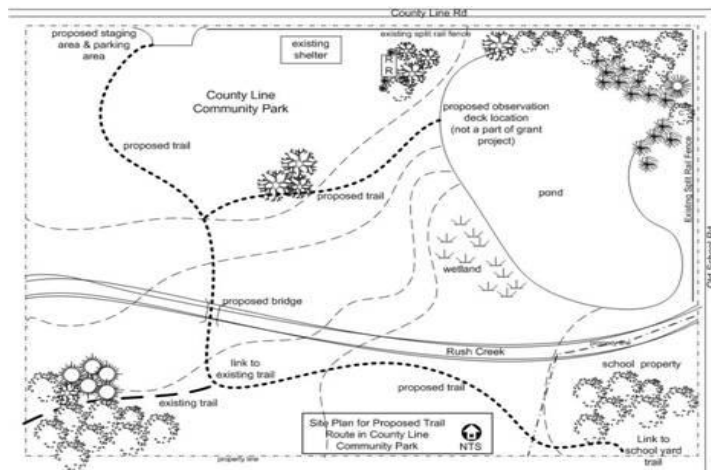 County Line Rd
proposed staging
area & parking
area
existing
shelter
existing split rail fence
R
R
County Line
Community Park
proposed observation
deck location
(not a part of grant
project)
proposed trail
proposed trail
pond
Existing Split Rail Fence
Old School Rd
wetland
proposed bridge
Rush Creek
property line
school property
link to
existing trail
existing trail
proposed trail
Site Plan for Proposed Trail
Route in County Line
Community Park
NTS
Link to
school yard
trail
property line